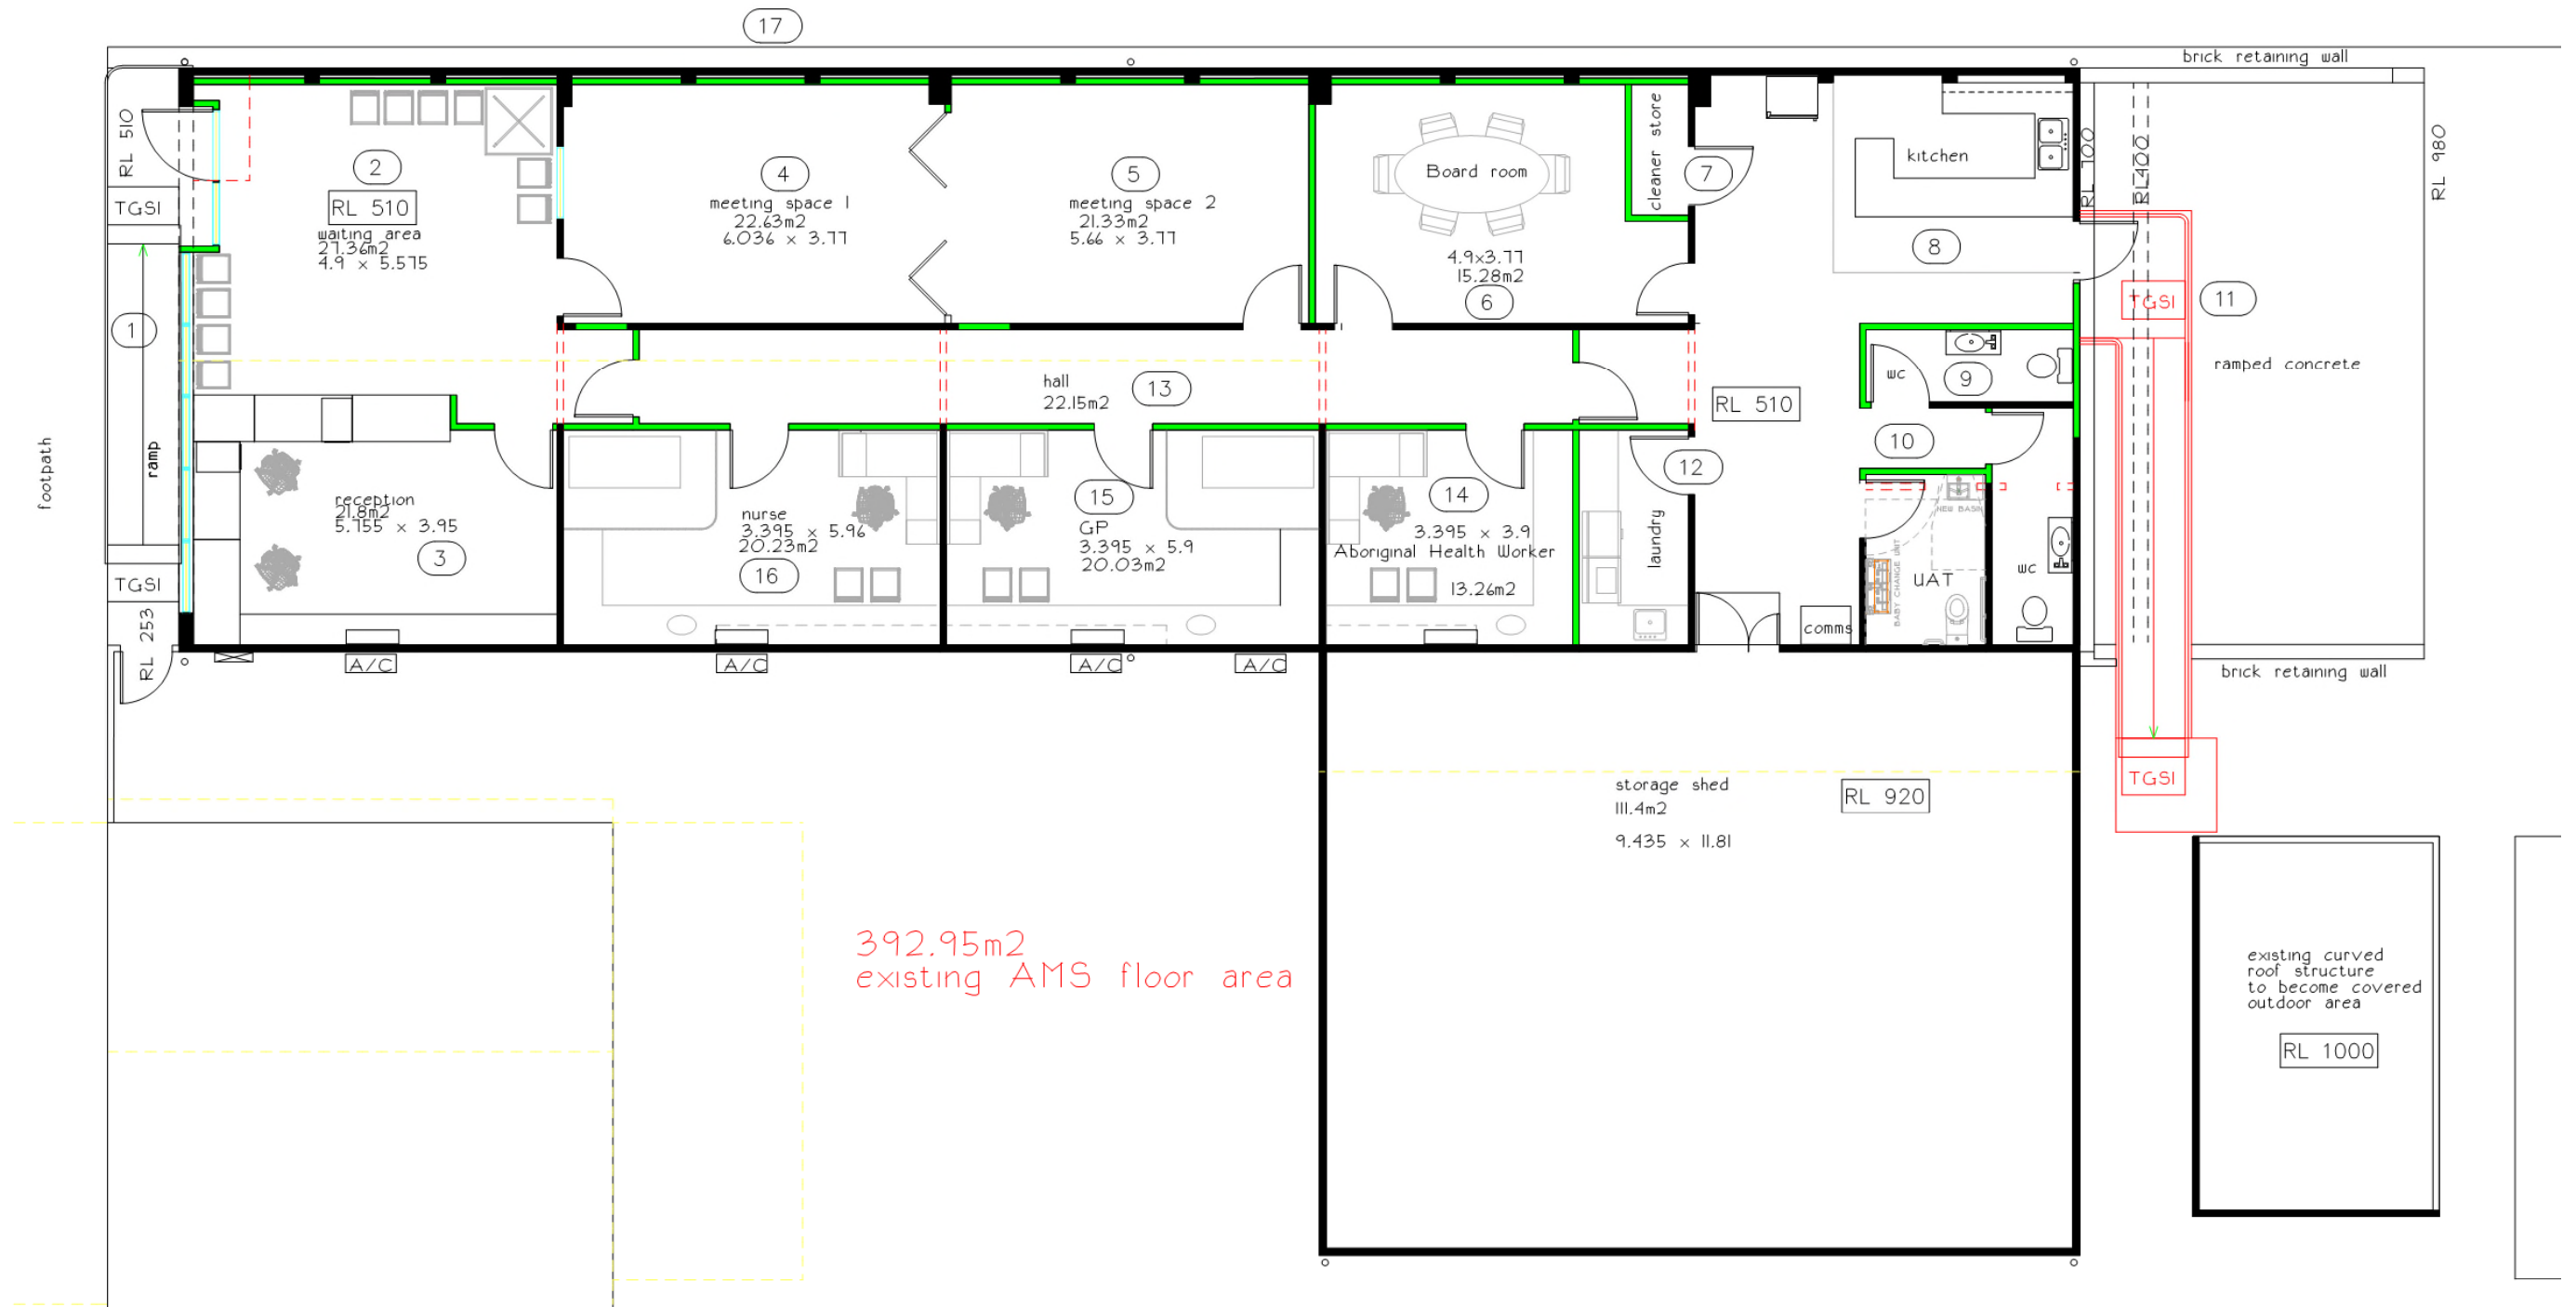 17
brick retaining wall
RL 510
TGSI
2
RL 510
waiting area
27.36m2
4.9 x 5.575
4
meeting space 1
22.63m2
6.036 x 3.77
5
meeting space 2
21.33m2
5.66 x 3.77
Board room
4.9x3.77
15.28m2
6
cleaner store
7
kitchen
8
RL 700
RL400
RL 980
TGSI
11
ramped concrete
1
ramp
footpath
hall
22.15m2
13
RL 510
wc
9
10
12
reception
21.8m2
5.755 x 3.95
3
nurse
3.395 x 5.96
20.23m2
16
15
GP
3.395 x 5.9
20.03m2
14
3.395 x 3.9
Aboriginal Health Worker
13.26m2
laundry
NEW BASIN
BABY CHANGE UNIT
UAT
wc
comms
TGSI
RL 253
A/C
A/C
A/C
A/C
brick retaining wall
storage shed
111.4m2
9.435 x 11.81
RL 920
TGSI
392.95m2
existing AMS floor area
existing curved
roof structure
to become covered
outdoor area
RL 1000